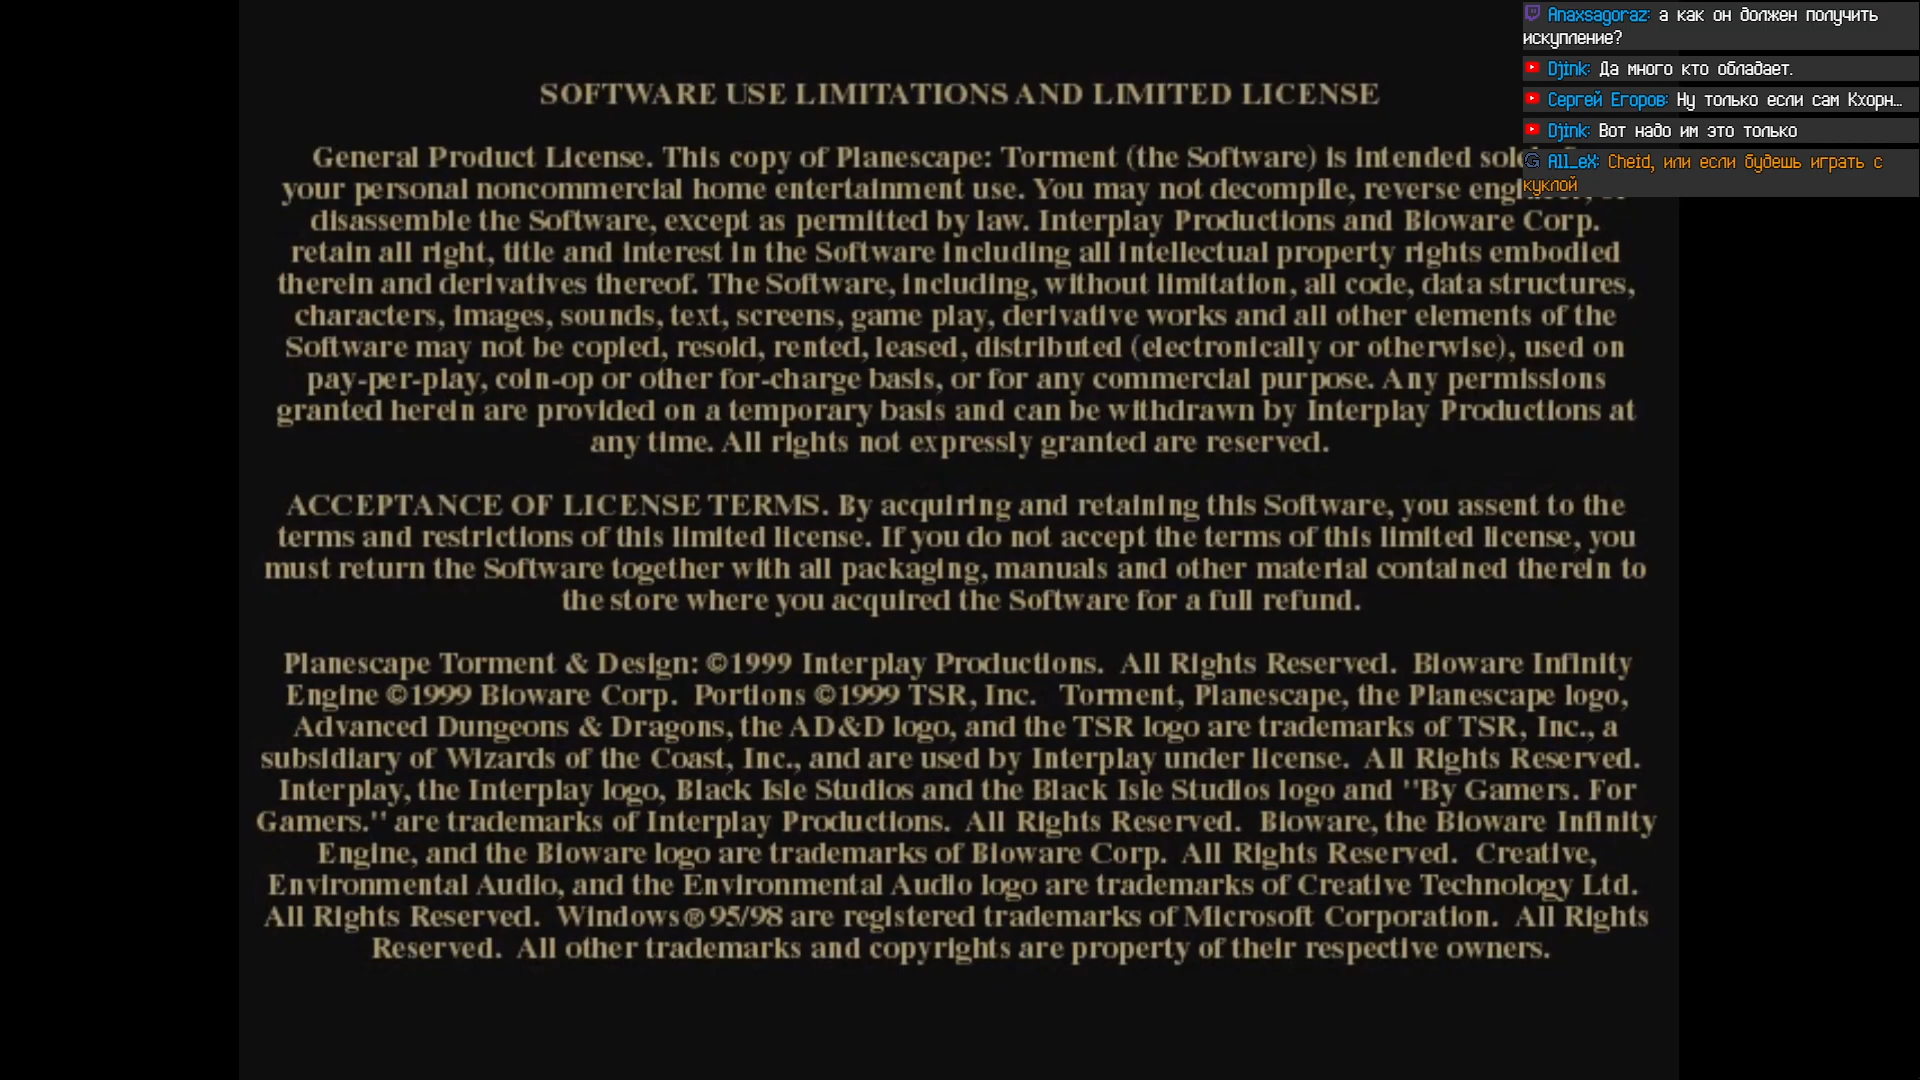 SOFTWARE USE LIMITATIONS AND LIMITED LICENSE
General Product License. This copy of Planescape: Torment (the Software) is intended
your personal noncommercial home entertainment use. You may not decompile, reverse
disassemble the Software, except as permitted by law. Interplay Productions and Bioware Corp.
retain all right, title and interest in the Software including all intellectual property rights embodied
therein and derivatives thereof. The Software, including, without limitation, all code, data structures,
characters, images, sounds, text, screens, game play, derivative works and all other elements of the
Software may not be copied, resold, rented, leased, distributed (electronically or otherwise), used on
pay-per-play, coin-op or other for-charge basis, or for any commercial purpose. Any permissions
granted herein are provided on a temporary basis and can be withdrawn by Interplay Productions at
any time. All rights not expressly granted are reserved.
ACCEPTANCE OF LICENSE TERMS. By acquiring and retaining this Software, you assent to the
terms and restrictions of this limited license. If you do not accept the terms of this limited license, you
must return the Software together with all packaging, manuals and other material contained therein to
the store where you acquired the Software for a full refund.
Planescape Torment & Design: ©1999 Interplay Productions. All Rights Reserved. Bioware Infinity
Engine ©1999 Bioware Corp. Portions ©1999 TSR, Inc. Torment, Planescape, the Planescape logo,
Advanced Dungeons & Dragons, the AD&D logo, and the TSR logo are trademarks of TSR, Inc., a
subsidiary of Wizards of the Coast, Inc., and are used by Interplay under license. All Rights Reserved.
Interplay, the Interplay logo, Black Isle Studios and the Black Isle Studios logo and "By Gamers. For
Gamers." are trademarks of Interplay Productions. All Rights Reserved. Bioware, the Bioware Infinity
Engine, and the Bioware logo are trademarks of Bioware Corp. All Rights Reserved. Creative,
Environmental Audio, and the Environmental Audio logo are trademarks of Creative Technology Ltd.
All Rights Reserved. Windows®95/98 are registered trademarks of Microsoft Corporation. All Rights
Reserved. All other trademarks and copyrights are property of their respective owners.
Anaxsagoraz: а как он должен получить
искупление?
Djink: Да много кто обладает.
Сергей Егоров: Ну только если сам Кхорн...
Djink: Вот надо им это только
All_eX: Cheid, или если будешь играть с
куклой